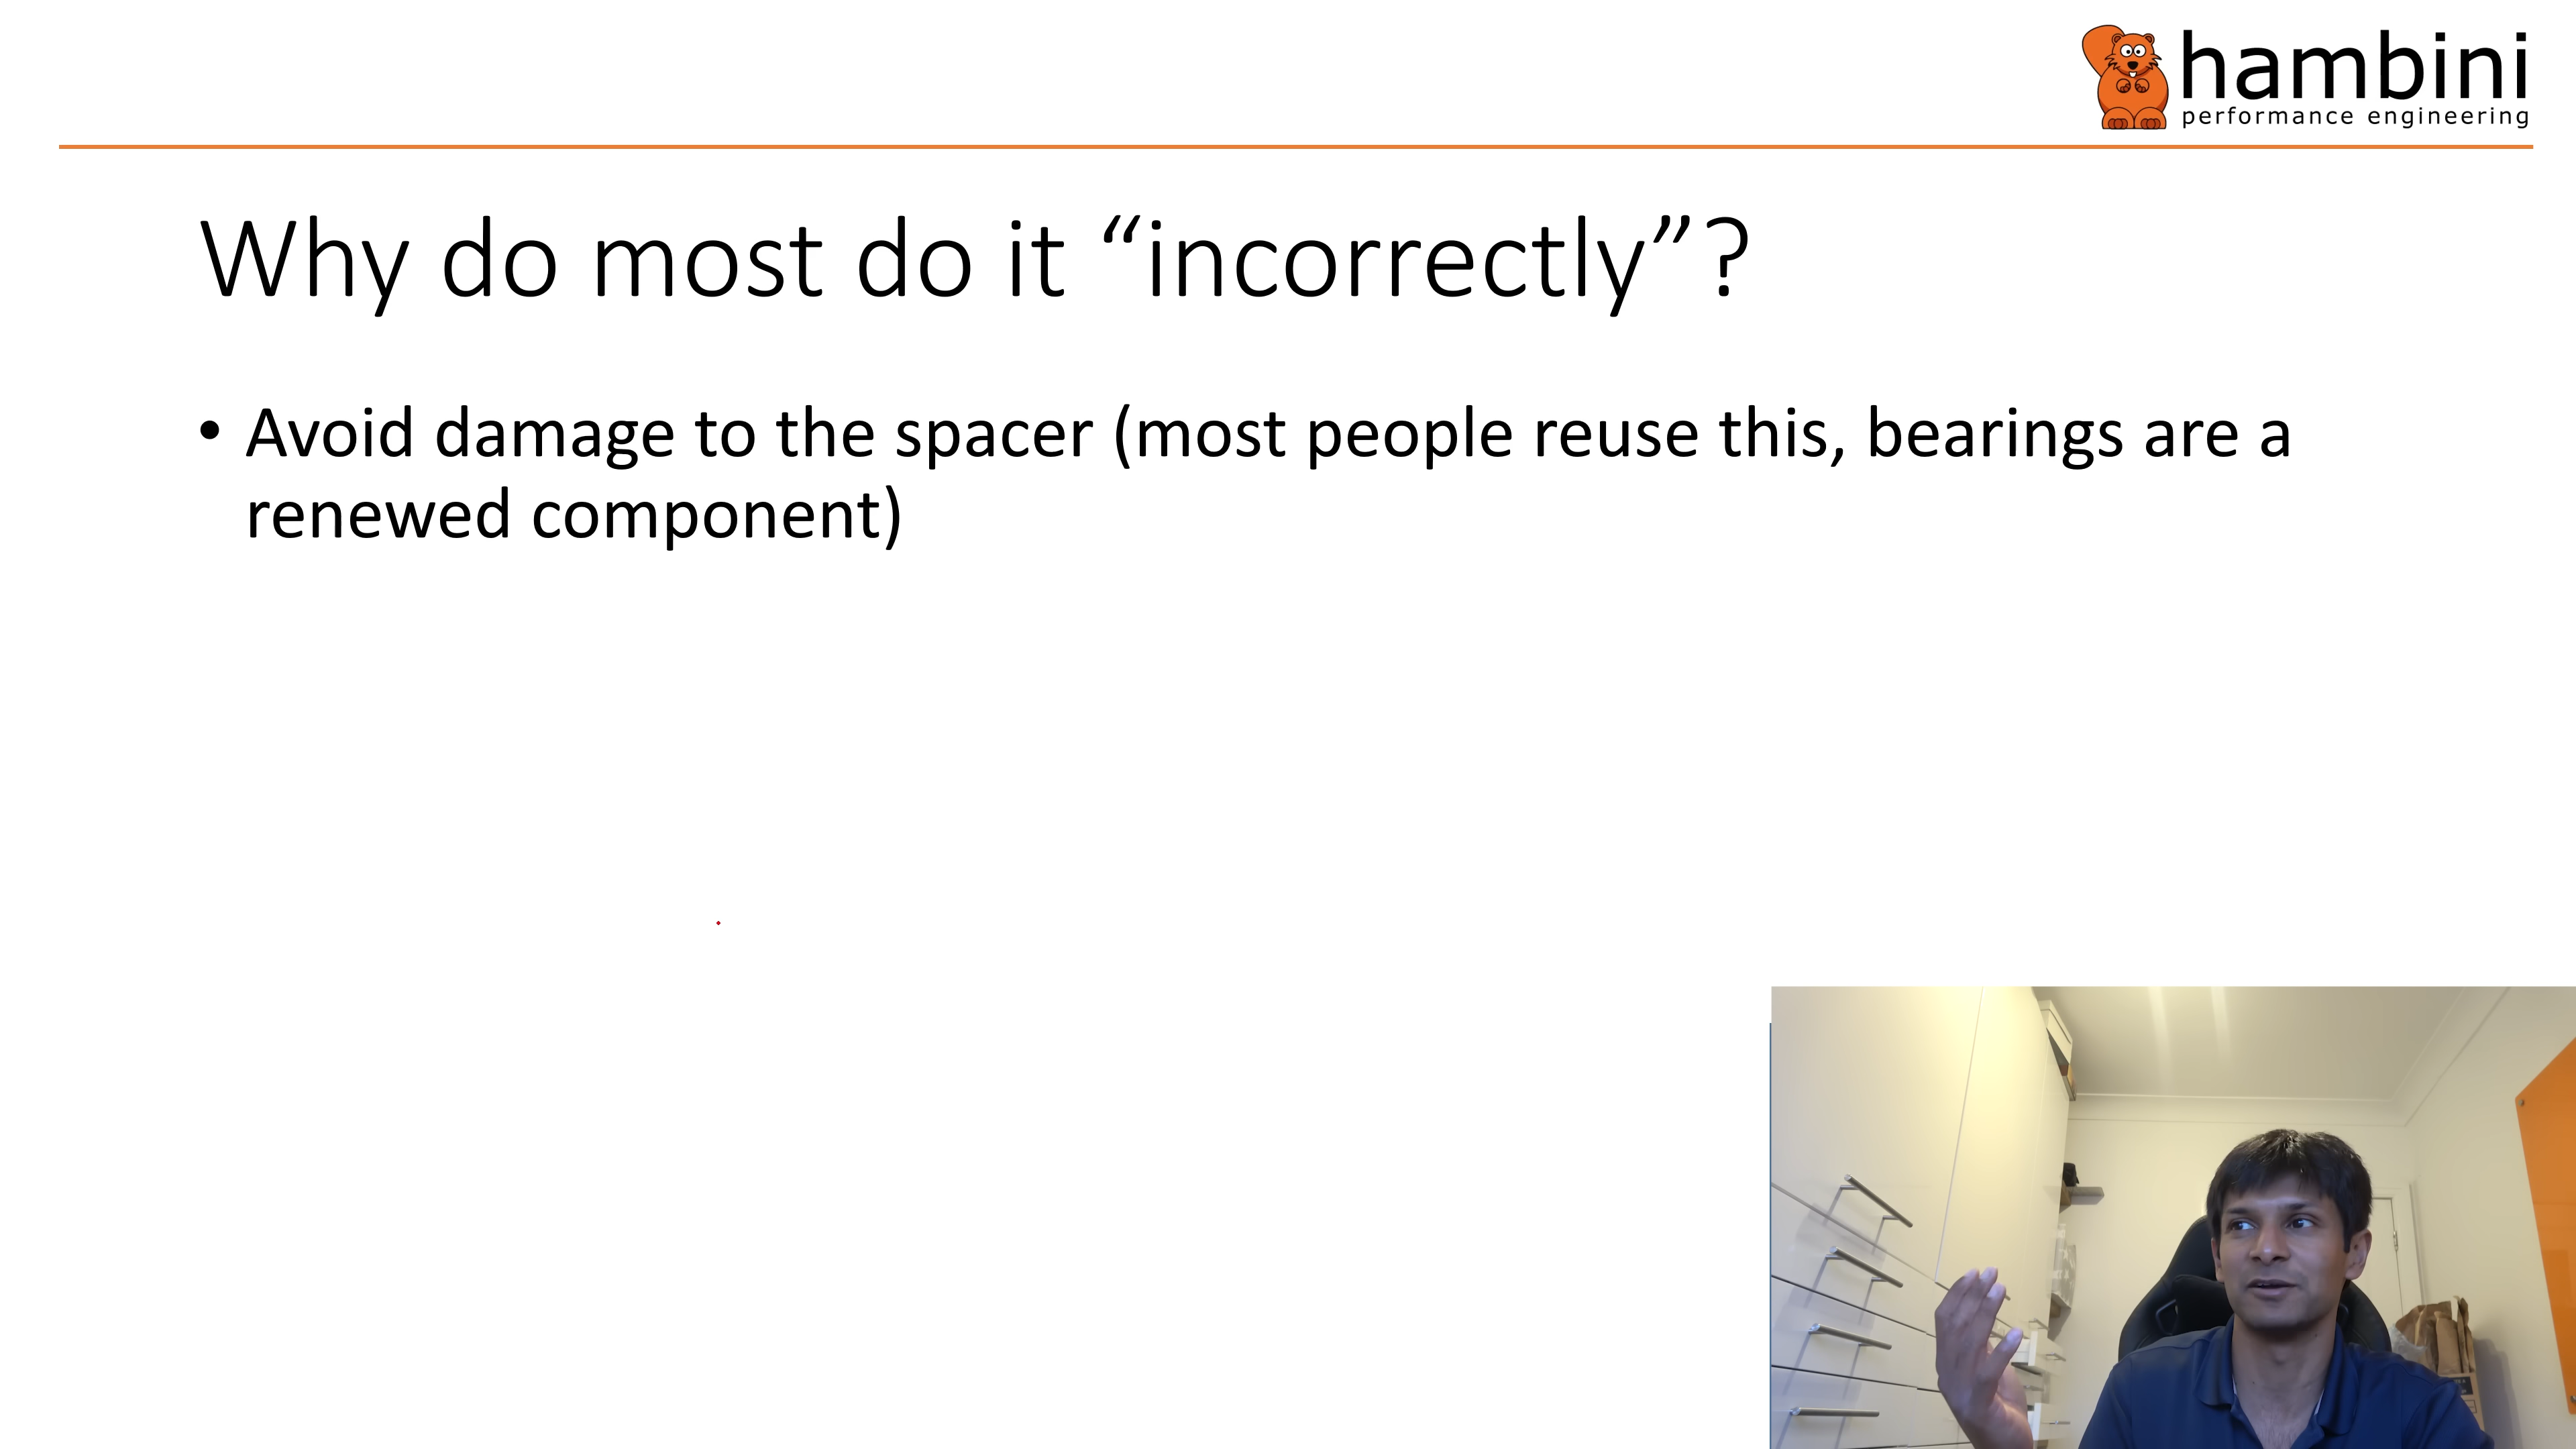 hambini
performance engineering
Why do most do it “incorrectly”?
• Avoid damage to the spacer (most people reuse this, bearings are a
renewed component)